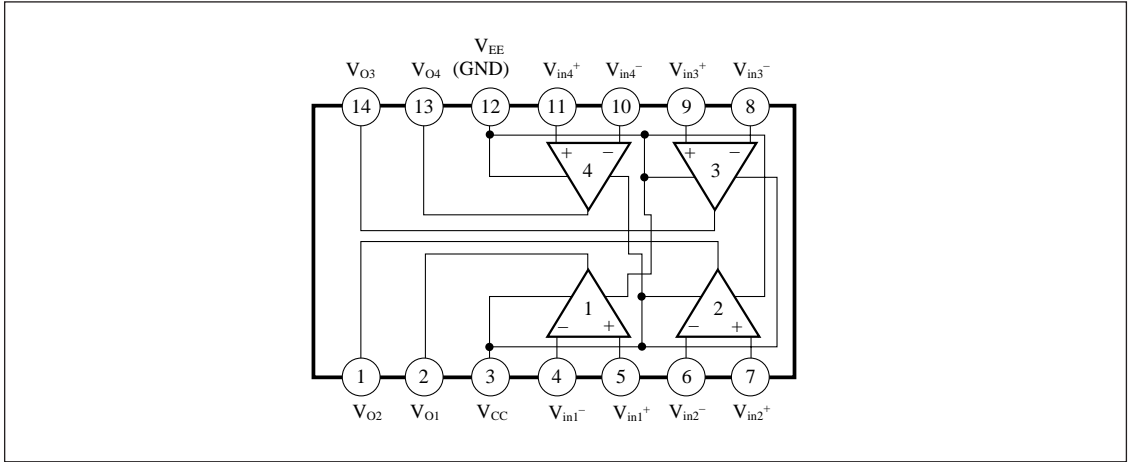 V_EE
V_O3 V_O4 (GND) V_in4⁺ V_in4⁻ V_in3⁺ V_in3⁻
14 13 12 11 10 9 8
+ − + −
4 3
1 2
− + − +
1 2 3 4 5 6 7
V_O2 V_O1 V_CC V_in1⁻ V_in1⁺ V_in2⁻ V_in2⁺